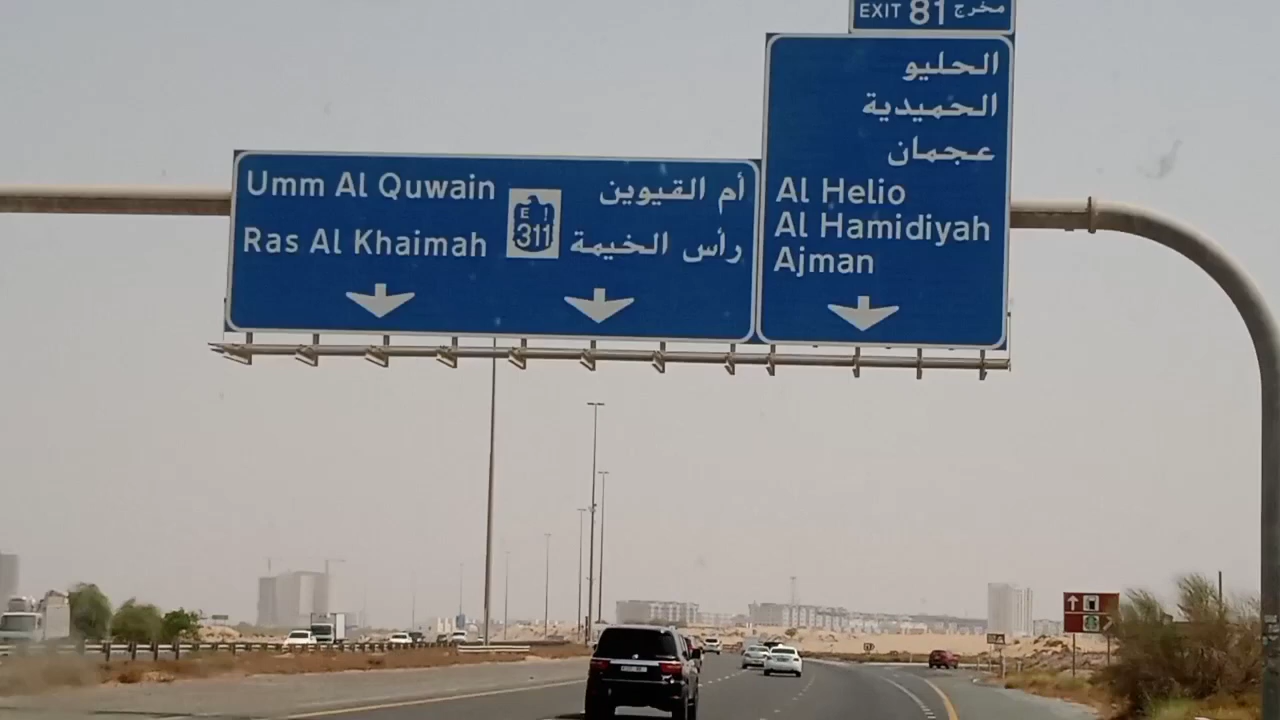 EXIT 81 مخرج
Umm Al Quwain
Ras Al Khaimah
E
311
أم القيوين
رأس الخيمة
الحليو
الحميدية
عجمان
Al Helio
Al Hamidiyah
Ajman